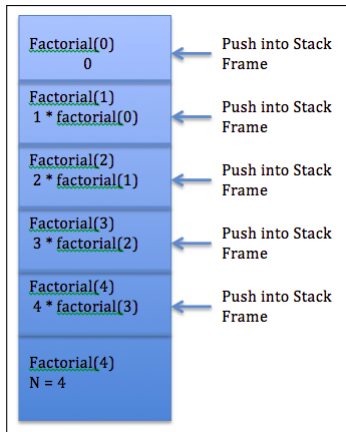 Factorial(0)
0
Push into Stack
Frame
Factorial(1)
1 * factorial(0)
Push into Stack
Frame
Factorial(2)
2 * factorial(1)
Push into Stack
Frame
Factorial(3)
3 * factorial(2)
Push into Stack
Frame
Factorial(4)
4 * factorial(3)
Push into Stack
Frame
Factorial(4)
N = 4